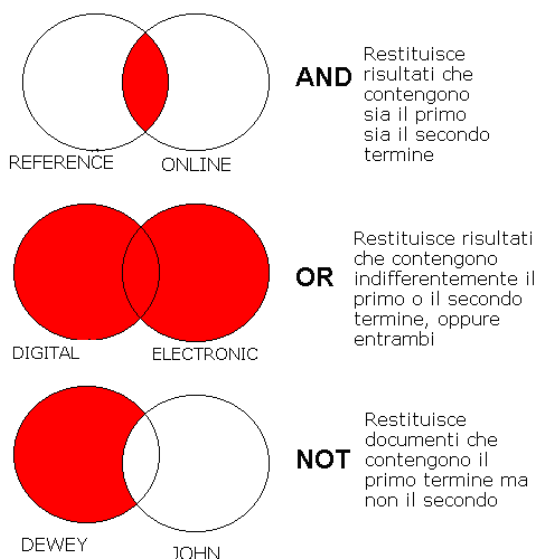 REFERENCE
ONLINE
AND
Restituisce
risultati che
contengono
sia il primo
sia il secondo
termine
DIGITAL
ELECTRONIC
OR
Restituisce risultati
che contengono
indifferentemente il
primo o il secondo
termine, oppure
entrambi
DEWEY
JOHN
NOT
Restituisce
documenti che
contengono il
primo termine ma
non il secondo